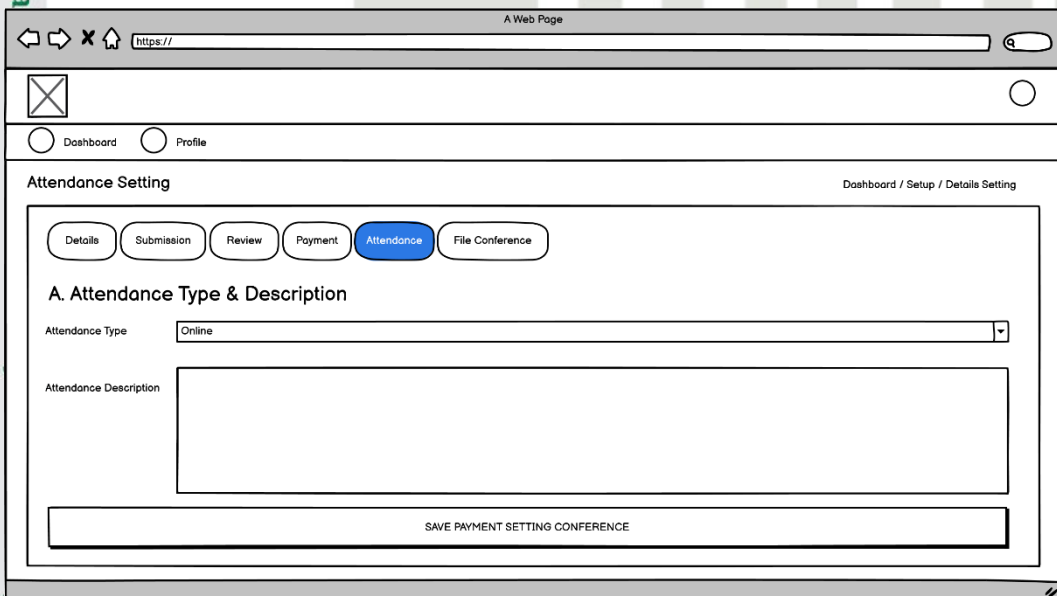 A Web Page
https://
Dashboard Profile
Attendance Setting
Dashboard / Setup / Details Setting
Details Submission Review Payment Attendance File Conference
A. Attendance Type & Description
Attendance Type Online
Attendance Description
SAVE PAYMENT SETTING CONFERENCE